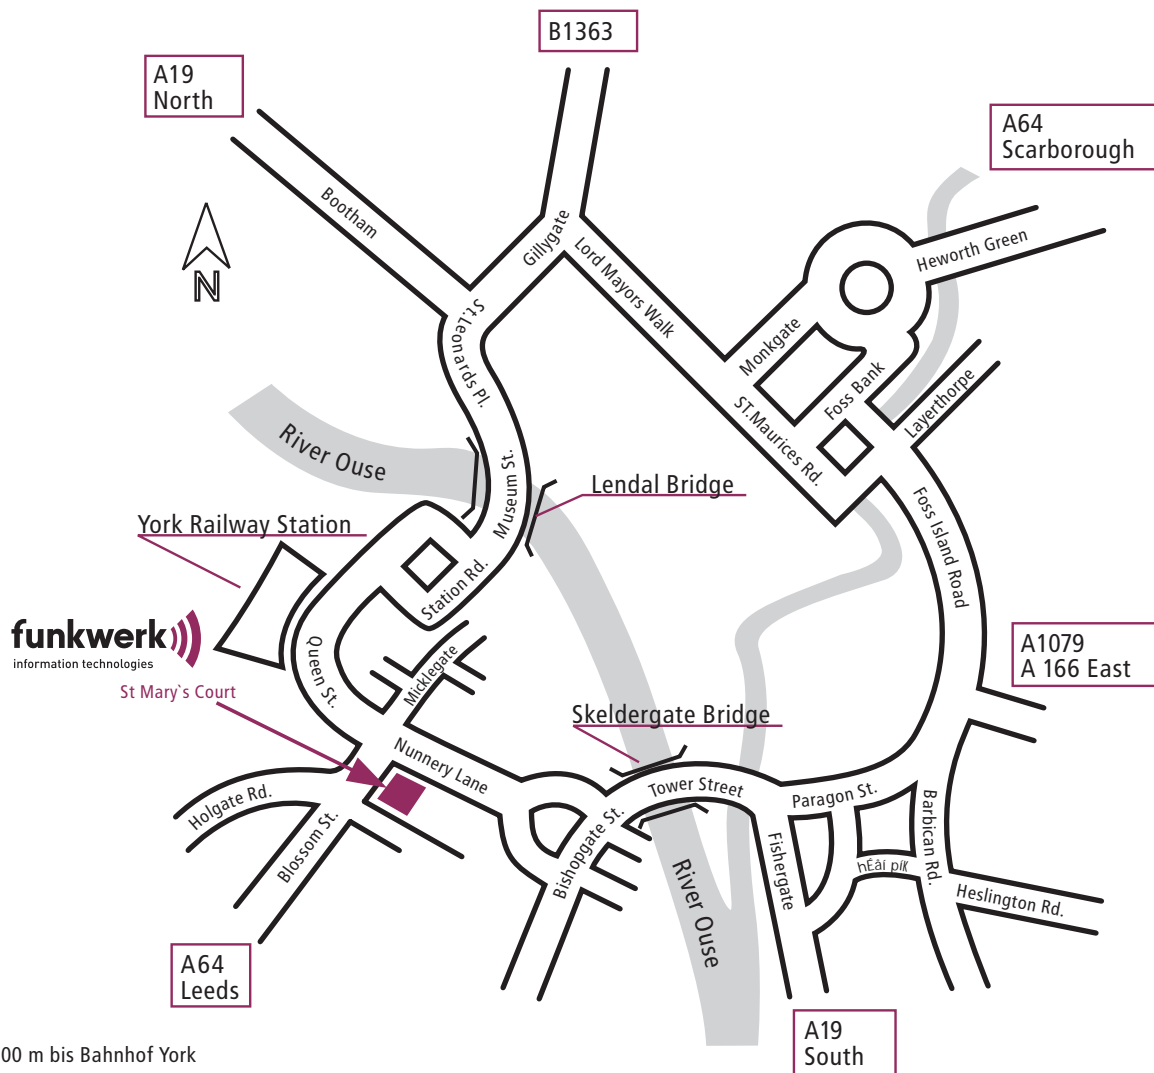 B1363
A19
North
A64
Scarborough
Bootham
Gillygate
Lord Mayors Walk
Heworth Green
N
St.Leonards Pl.
Monkgate
Foss Bank
Layerthorpe
ST.Maurices Rd.
River Ouse
Museum St.
Lendal Bridge
York Railway Station
Foss Island Road
Station Rd.
funkwerk
information technologies
St Mary`s Court
Queen St.
Micklegate
A1079
A 166 East
Skeldergate Bridge
Nunnery Lane
Tower Street
Paragon St.
Holgate Rd.
Blossom St.
Bishopgate St.
Fishergate
Barbican Rd.
hÉåí píK
Heslington Rd.
River Ouse
A64
Leeds
A19
South
00 m bis Bahnhof York